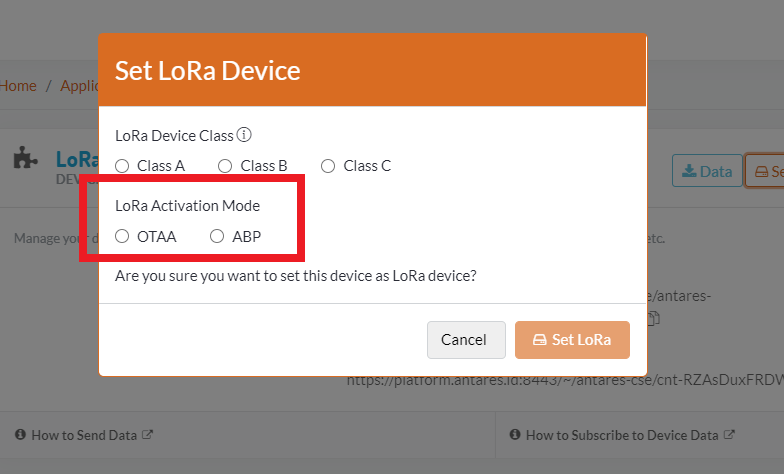 Set LoRa Device
Home / Applic
LoRa Device Class
LoRa
Class A Class B Class C
Data Se
DEV
LoRa Activation Mode
OTAA ABP
Manage your d etc.
Are you sure you want to set this device as LoRa device?
e/antares-
Cancel Set LoRa
https://platform.antares.id:8443/~/antares-cse/cnt-RZAsDuxFRDW
How to Send Data How to Subscribe to Device Data